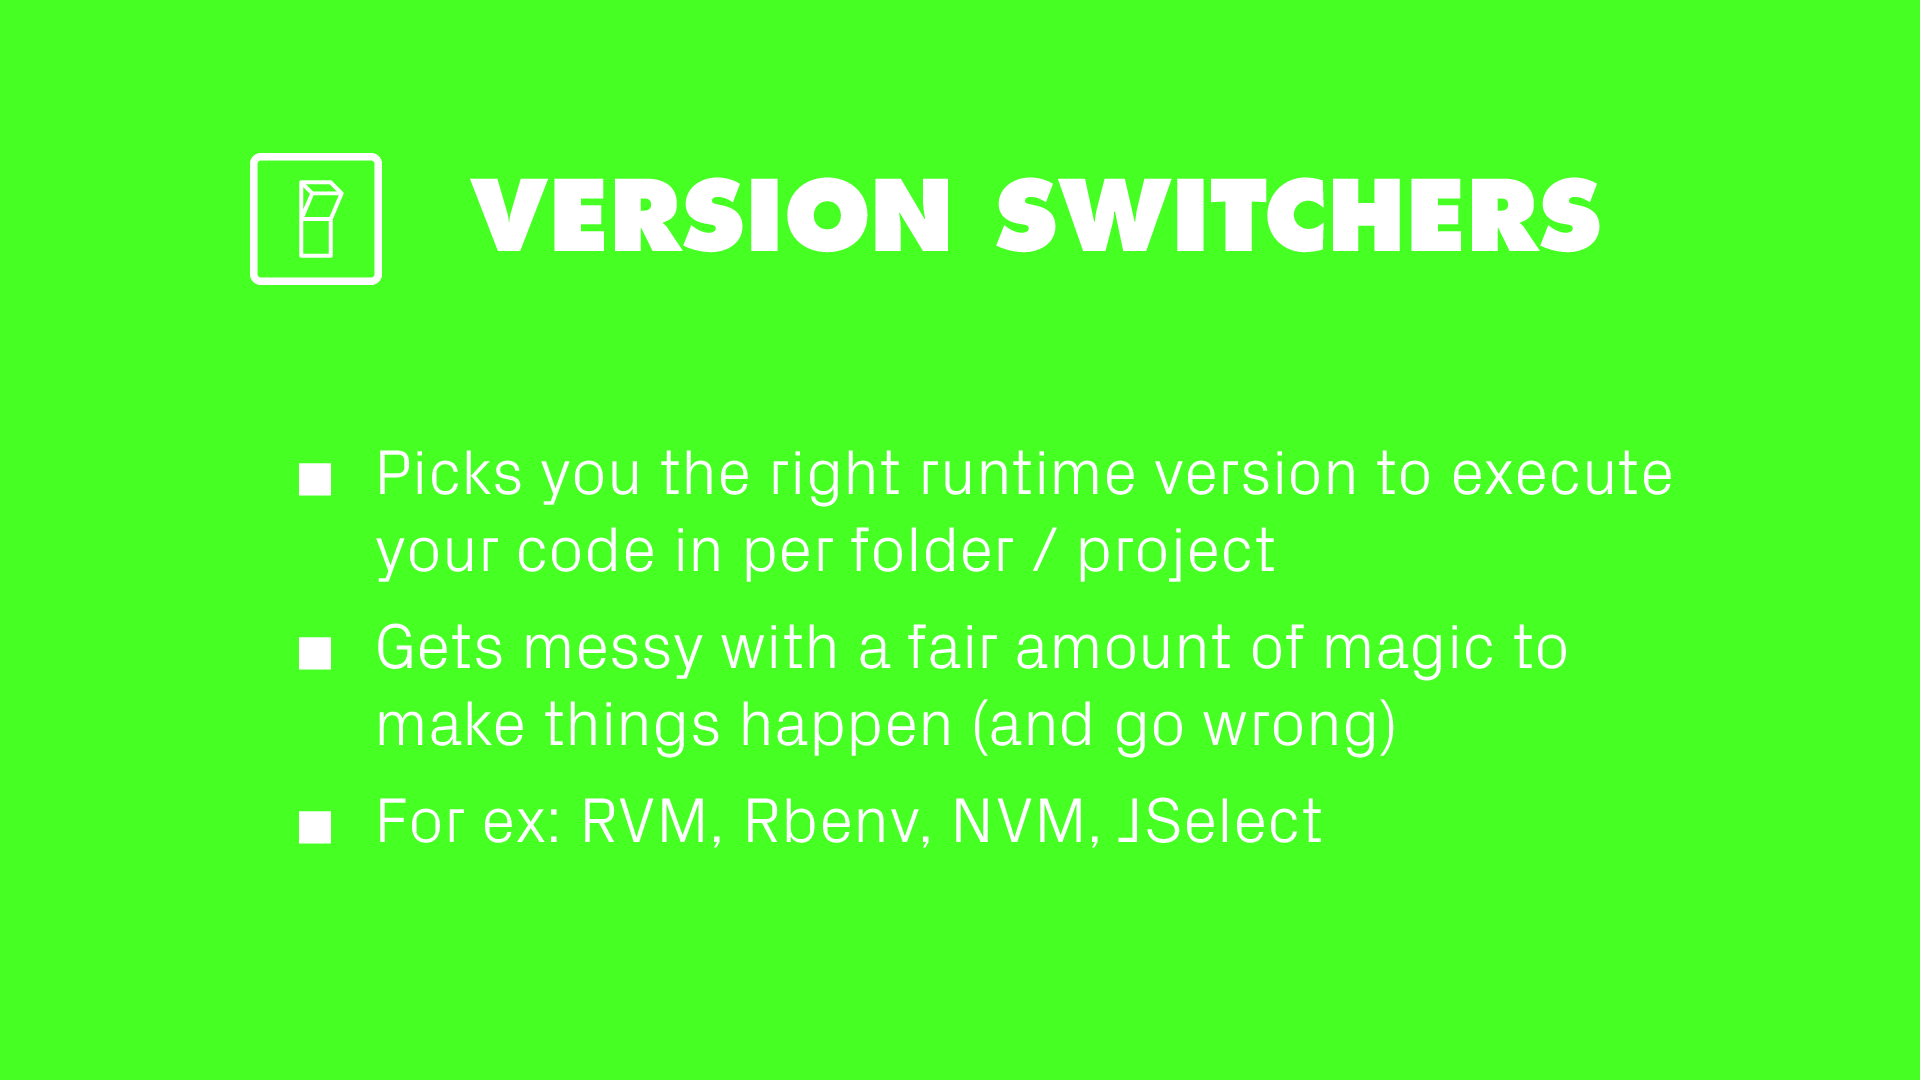 VERSION SWITCHERS
Picks you the right runtime version to execute
your code in per folder / project
Gets messy with a fair amount of magic to
make things happen (and go wrong)
For ex: RVM, Rbenv, NVM, JSelect